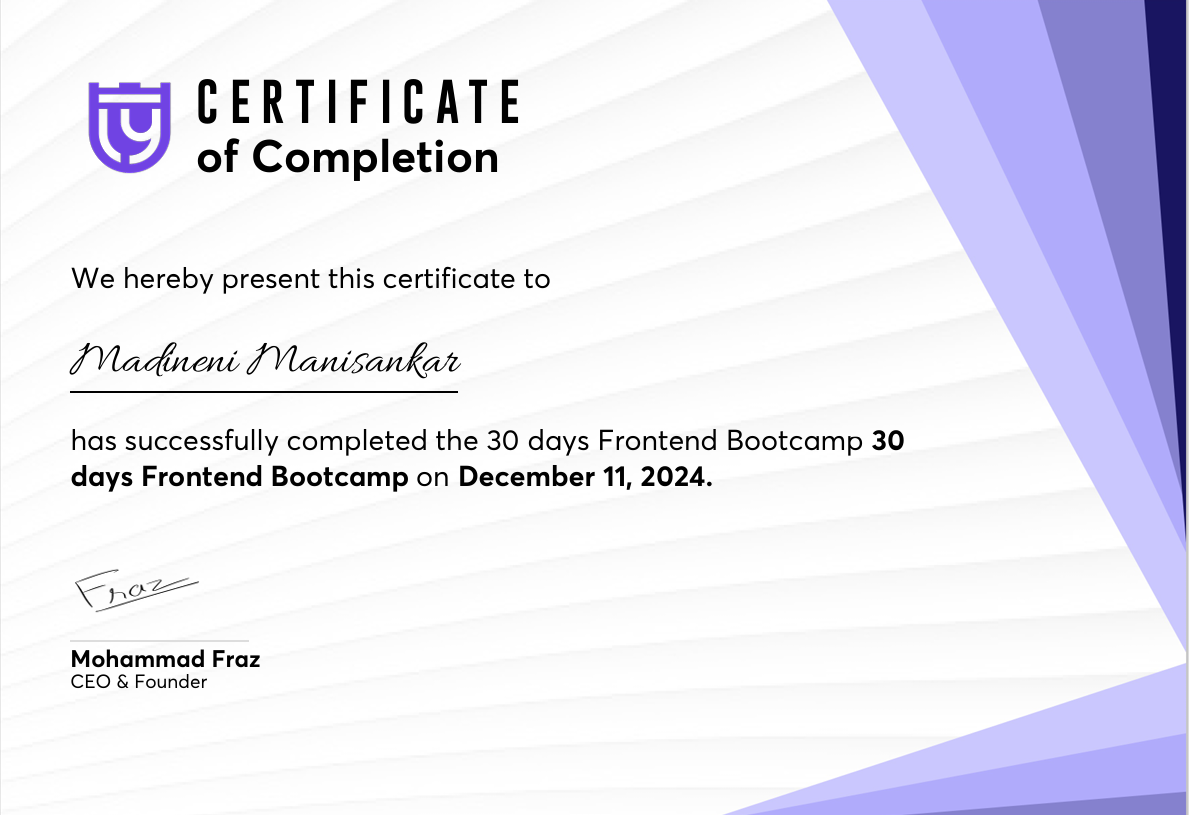 CERTIFICATE
of Completion
We hereby present this certificate to
Madineni Manisankar
has successfully completed the 30 days Frontend Bootcamp 30
days Frontend Bootcamp on December 11, 2024.
Fraz
Mohammad Fraz
CEO & Founder